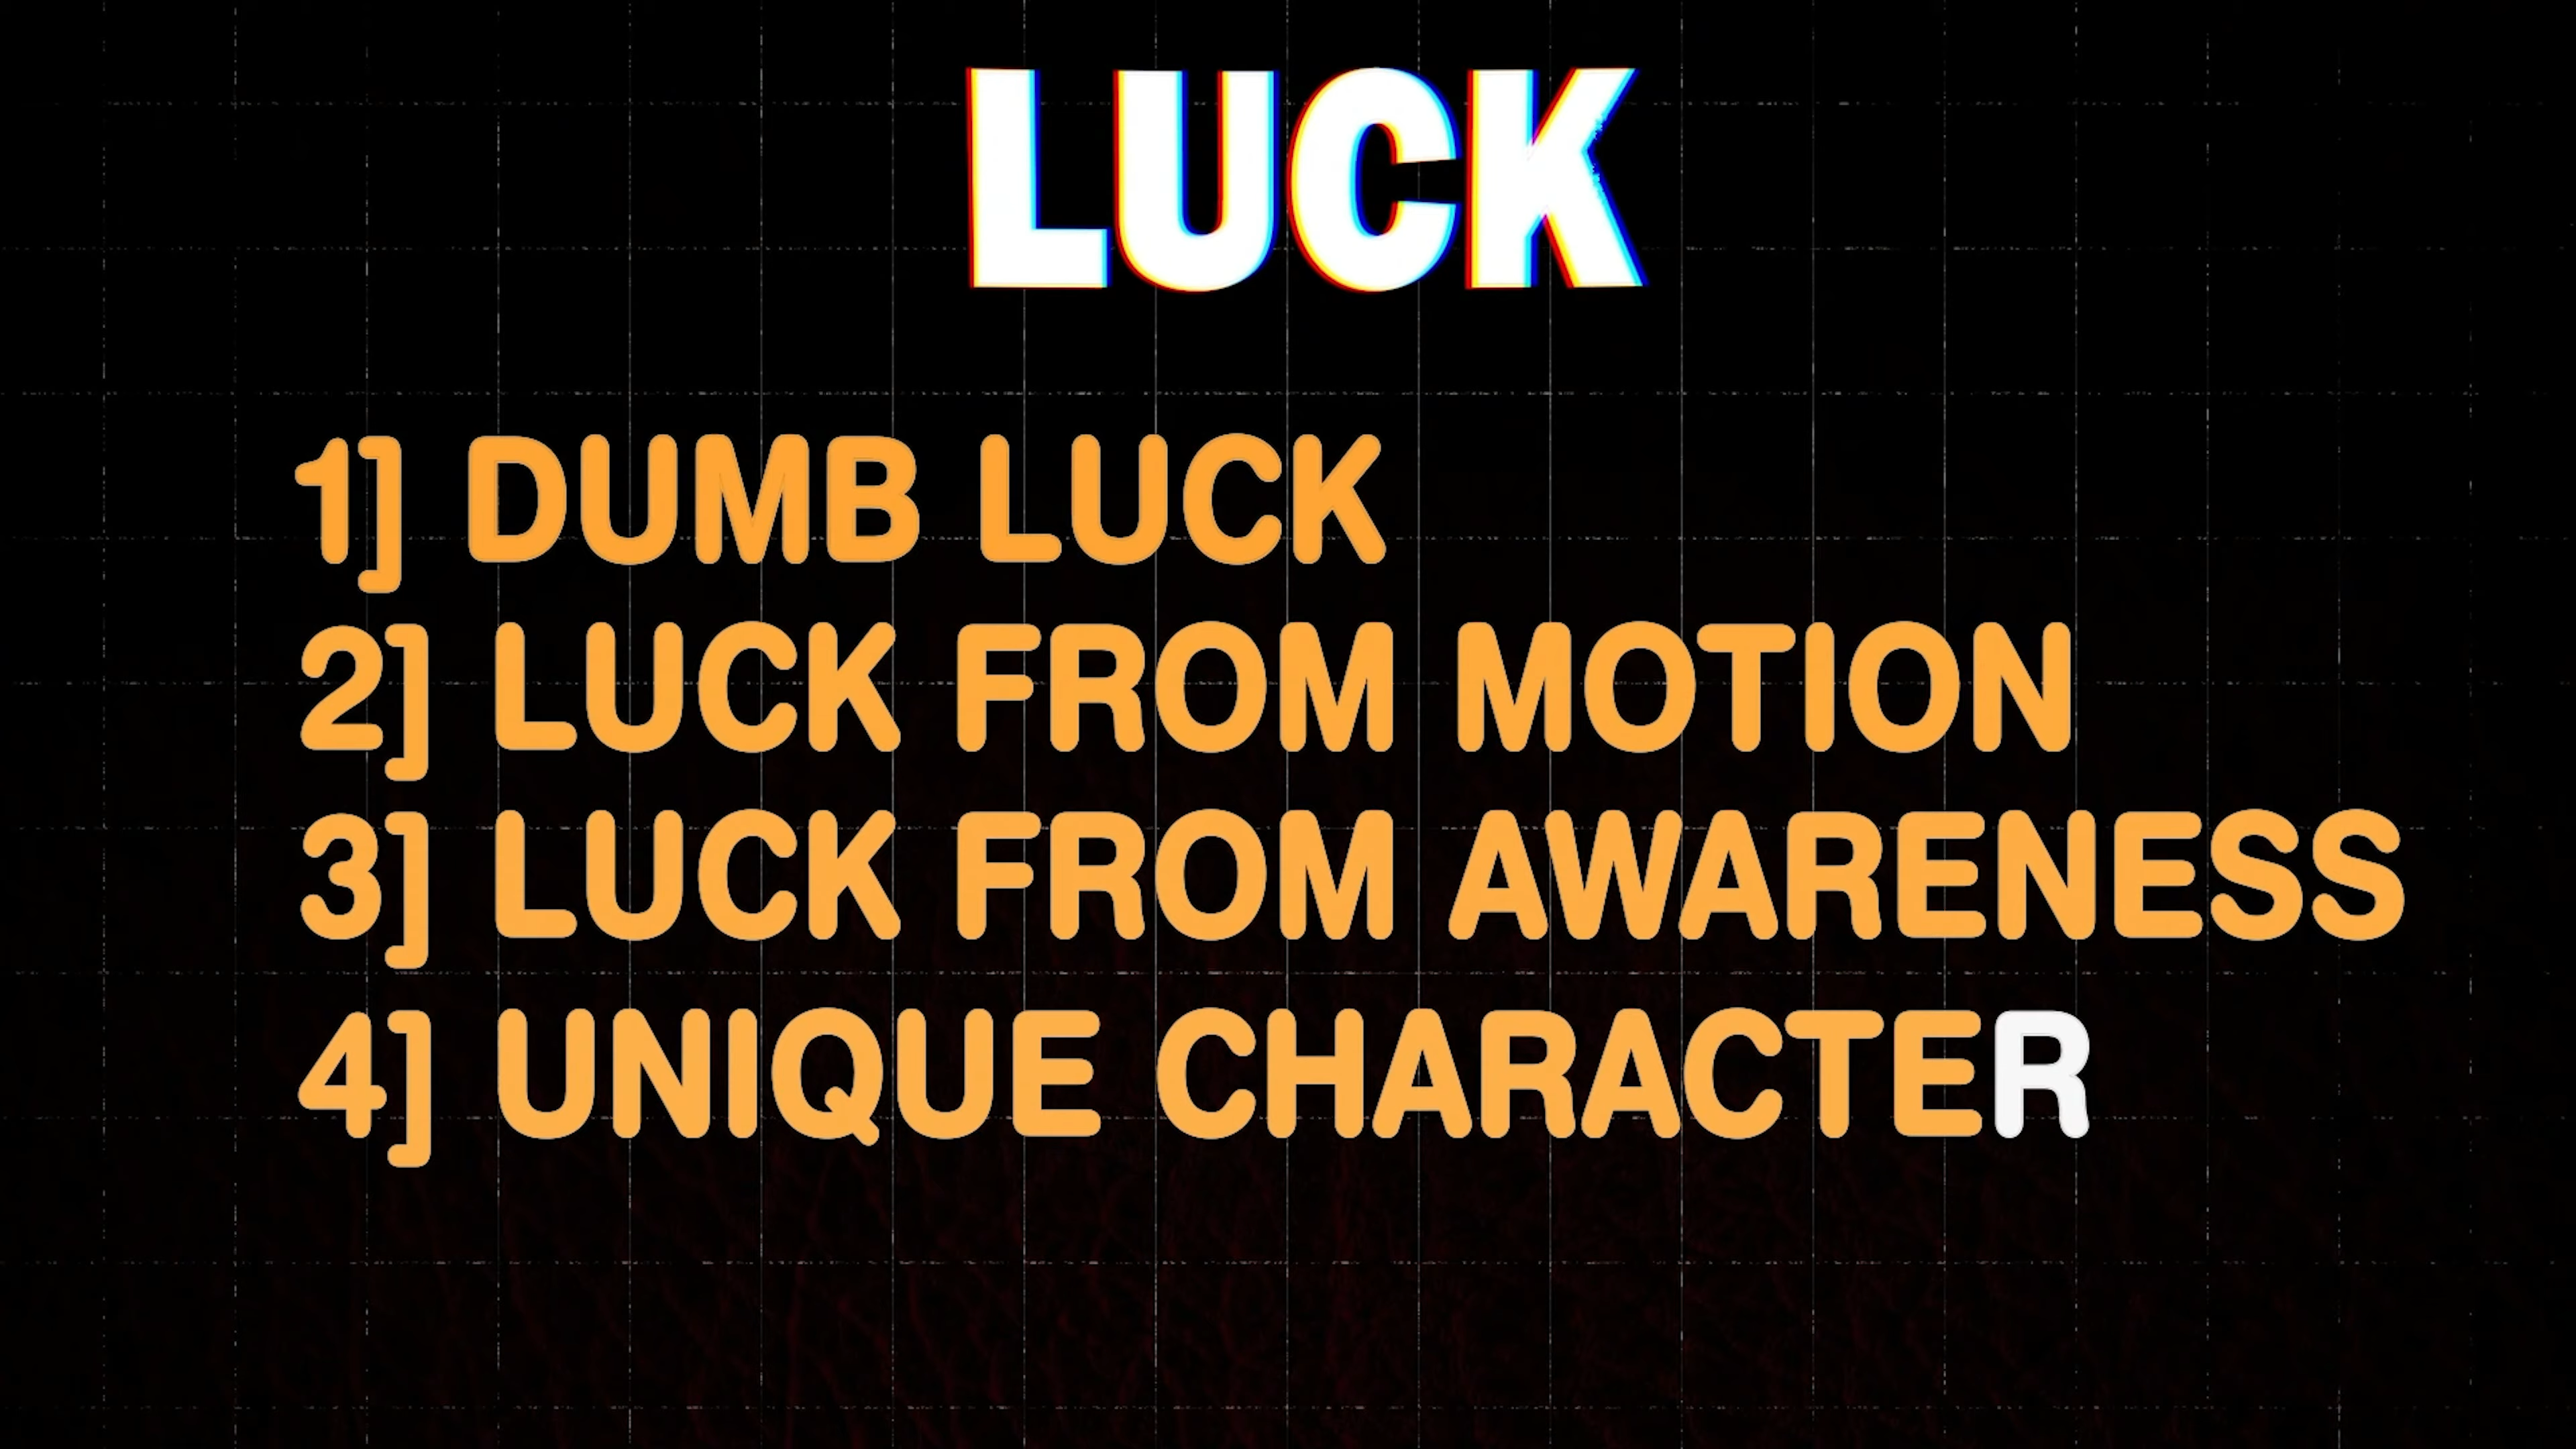 LUCK
1] DUMB LUCK
2] LUCK FROM MOTION
3] LUCK FROM AWARENESS
4] UNIQUE CHARACTER